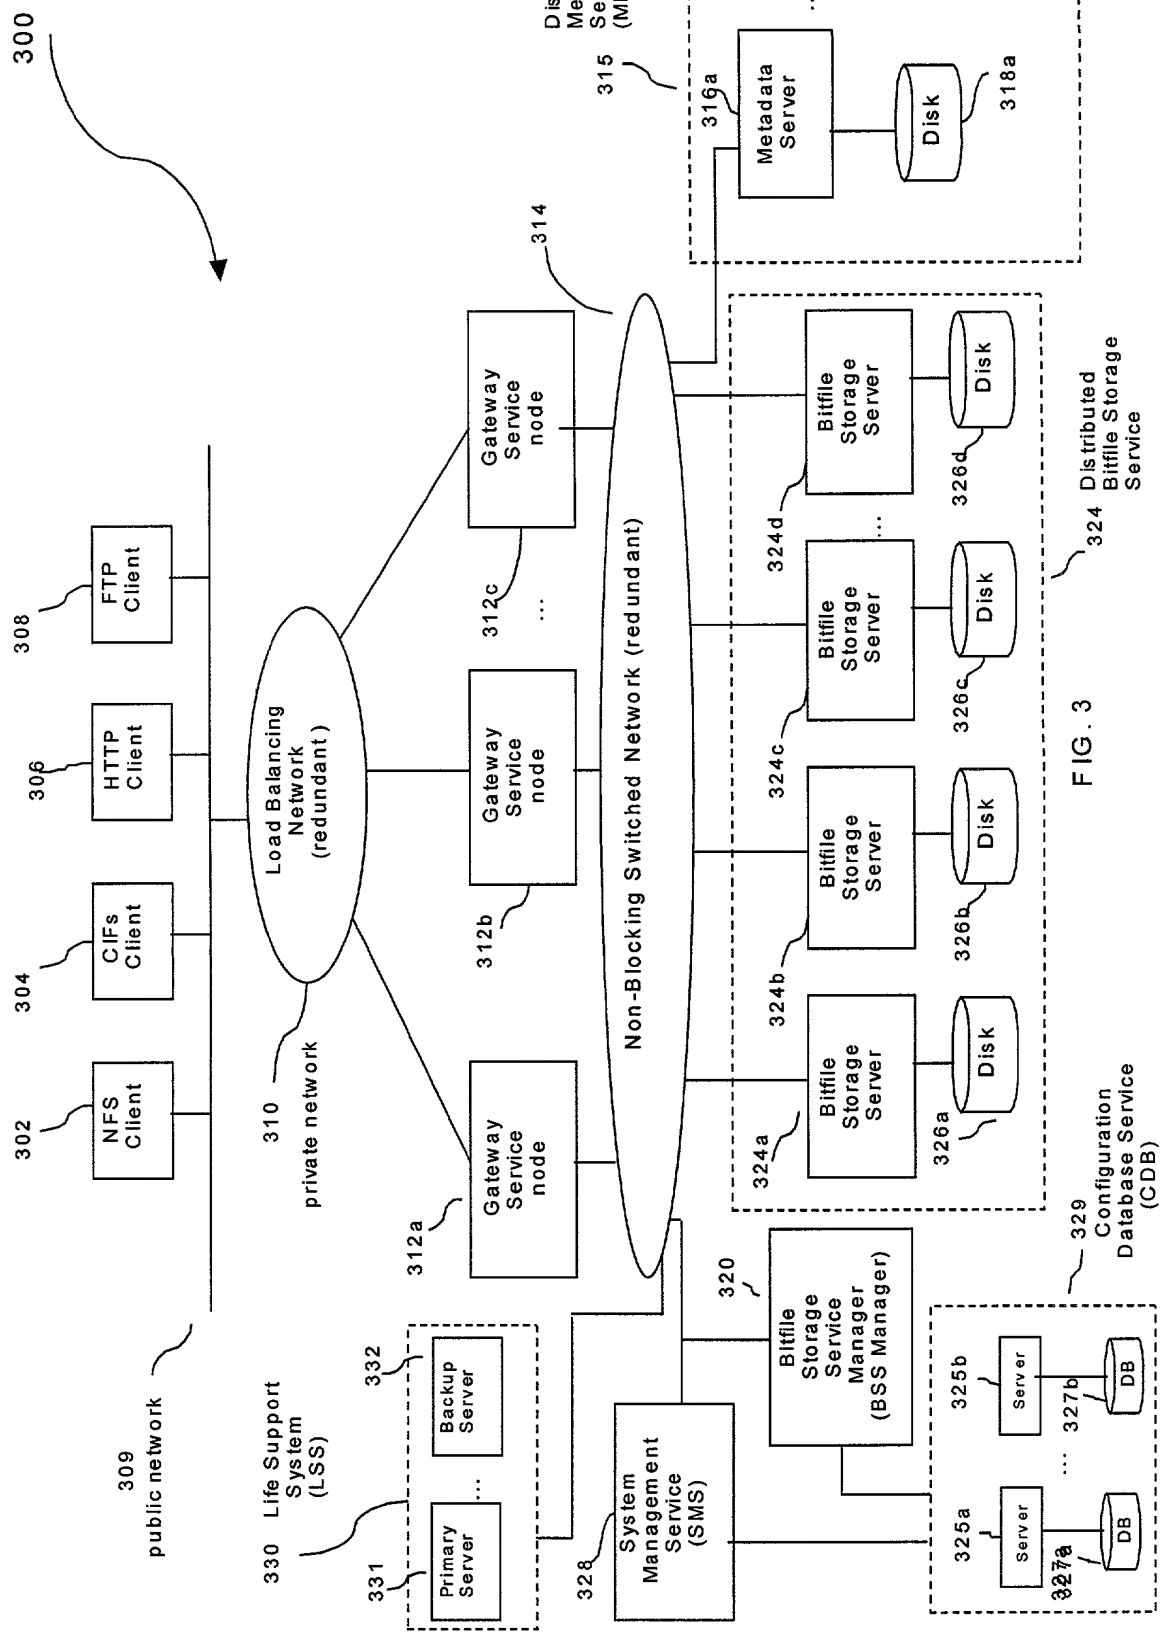 300
302
NFS
Client
304
CIFs
Client
306
HTTP
Client
308
FTP
Client
309
public network
310
private network
Load Balancing
Network
(redundant)
312a
Gateway
Service
node
312b
Gateway
Service
node
312c
...
Gateway
Service
node
314
Non-Blocking Switched Network (redundant)
330 Life Support
System
(LSS)
331
Primary
Server
...
332
Backup
Server
328
System
Management
Service
(SMS)
320
Bitfile
Storage
Service
Manager
(BSS Manager)
325a
Server
327a
DB
...
325b
Server
327b
DB
329
Configuration
Database Service
(CDB)
324a
Bitfile
Storage
Server
326a
Disk
324b
Bitfile
Storage
Server
326b
Disk
324c
Bitfile
Storage
Server
326c
Disk
...
324d
Bitfile
Storage
Server
326d
Disk
324 Distributed
Bitfile Storage
Service
315
316a
Metadata
Server
318a
Disk
...
FIG. 3